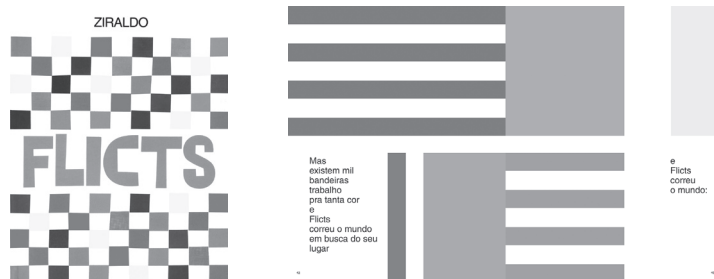 ZIRALDO
FLICTS
Mas
existem mil
bandeiras
trabalho
pra tanta cor
e
Flicts
correu o mundo
em busca do seu
lugar
e
Flicts
correu
o mundo: